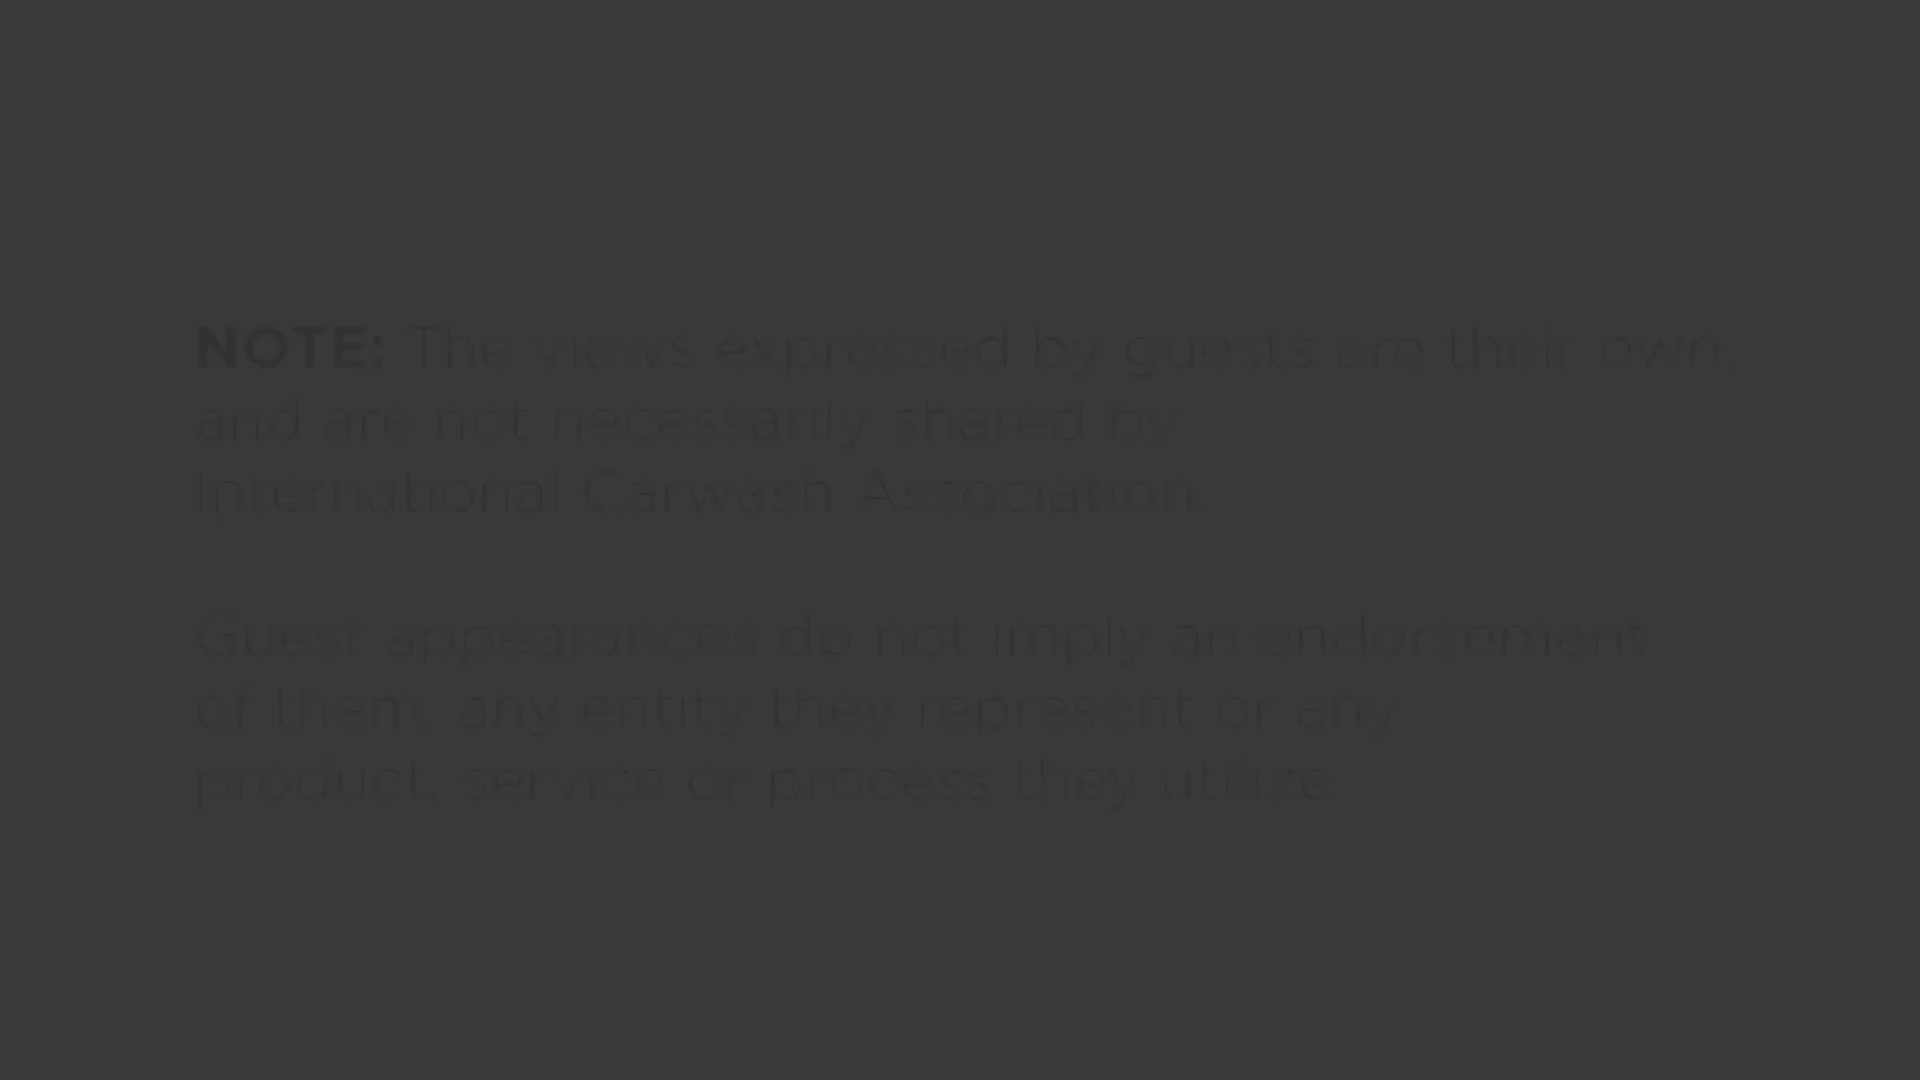 NOTE: The views expressed by guests are their own,
and are not necessarily shared by
International Carwash Association.
Guest appearances do not imply an endorsement
of them, any entity they represent or any
product, service or process they utilize